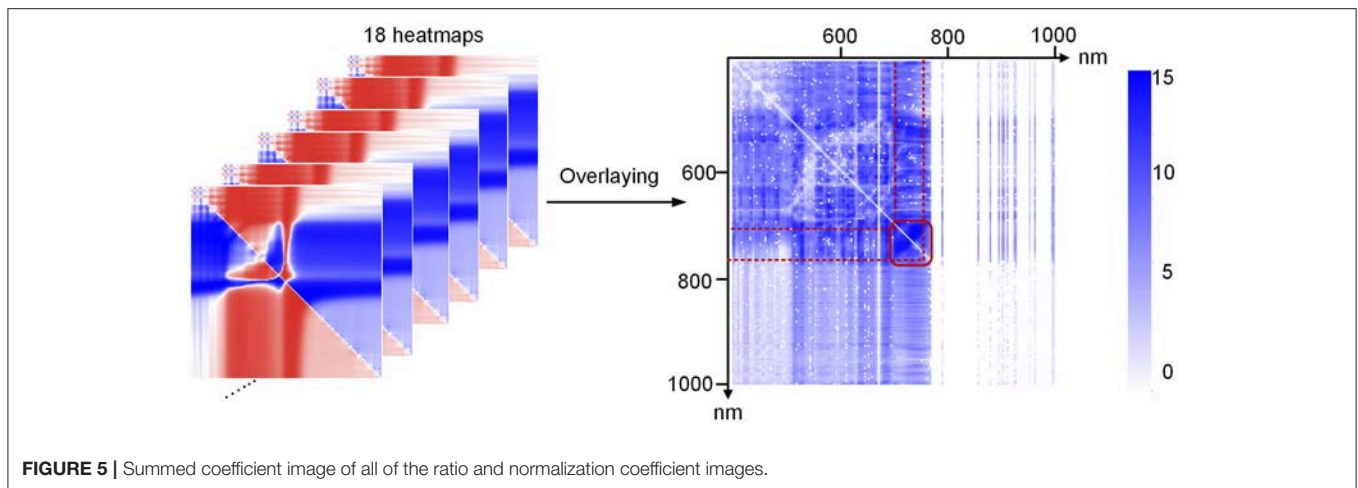 18 heatmaps
Overlaying
600 800 1000
nm
600
800
1000
nm
15
10
5
0
FIGURE 5 | Summed coefficient image of all of the ratio and normalization coefficient images.